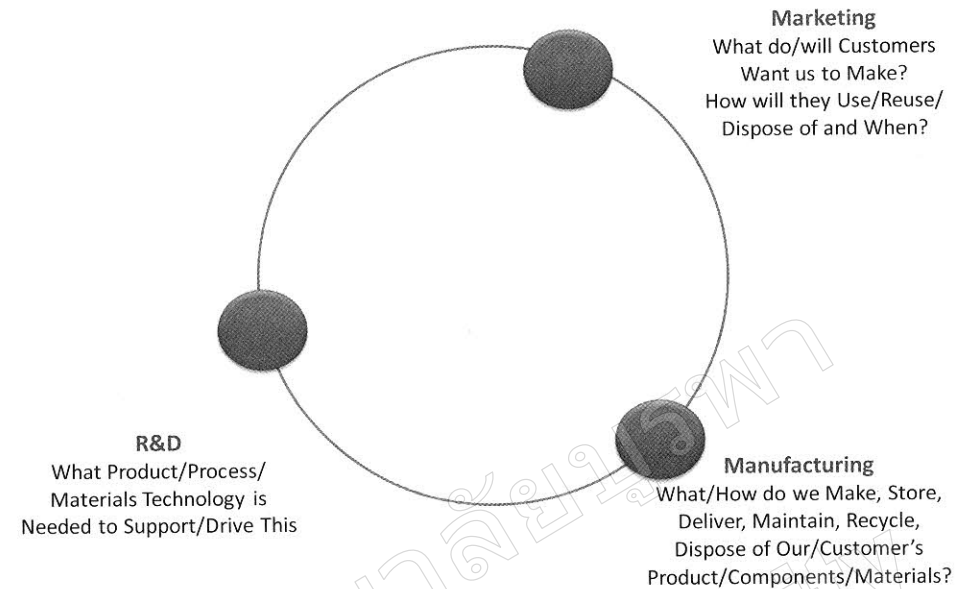 Marketing
What do/will Customers
Want us to Make?
How will they Use/Reuse/
Dispose of and When?
R&D
What Product/Process/
Materials Technology is
Needed to Support/Drive This
Manufacturing
What/How do we Make, Store,
Deliver, Maintain, Recycle,
Dispose of Our/Customer's
Product/Components/Materials?